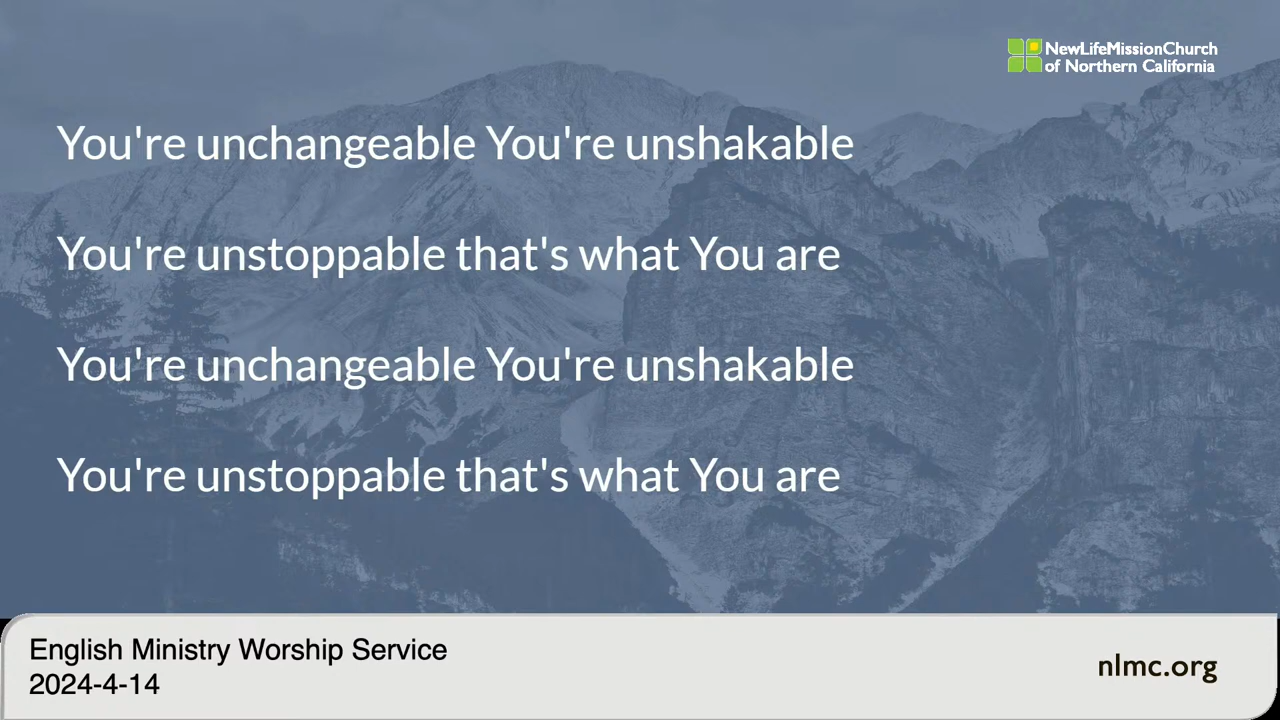 NewLifeMissionChurch
of Northern California
You're unchangeable You're unshakable
You're unstoppable that's what You are
You're unchangeable You're unshakable
You're unstoppable that's what You are
English Ministry Worship Service
2024-4-14
nlmc.org